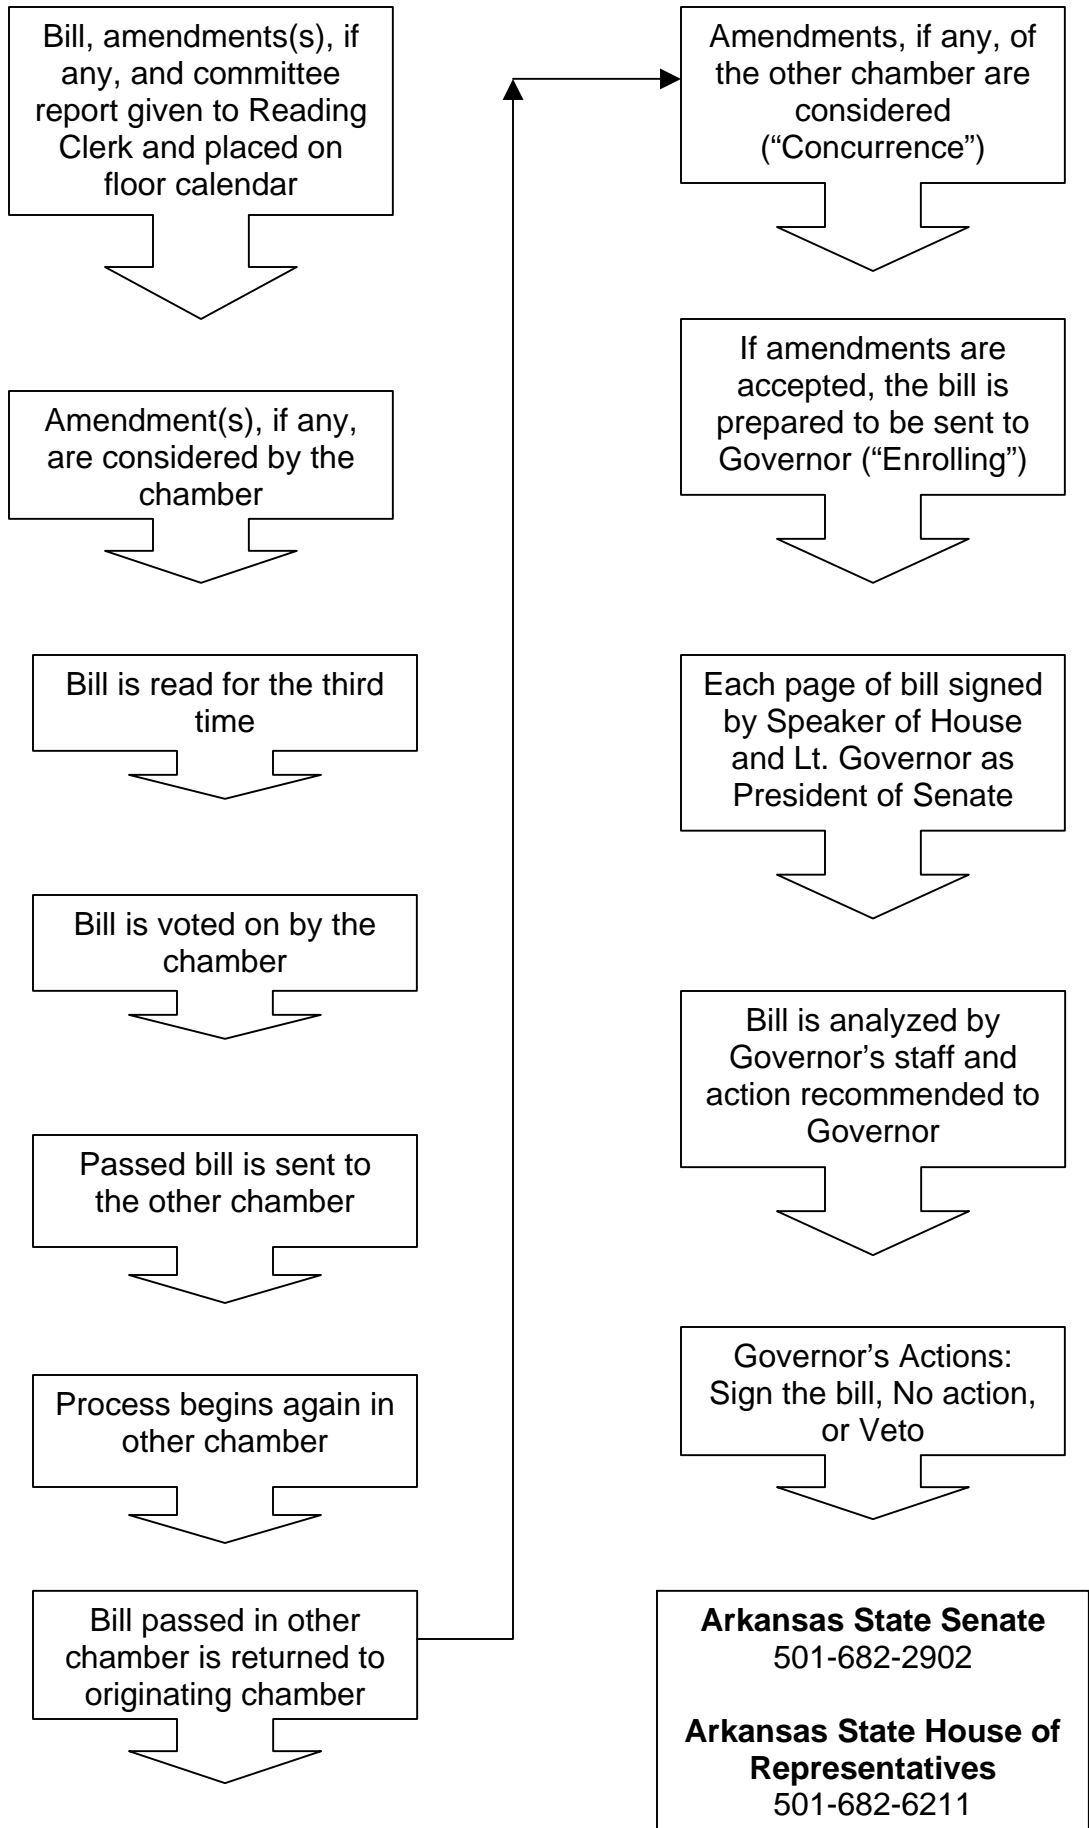 Bill, amendments(s), if
any, and committee
report given to Reading
Clerk and placed on
floor calendar
Amendment(s), if any,
are considered by the
chamber
Bill is read for the third
time
Bill is voted on by the
chamber
Passed bill is sent to
the other chamber
Process begins again in
other chamber
Bill passed in other
chamber is returned to
originating chamber
Amendments, if any, of
the other chamber are
considered
(“Concurrence”)
If amendments are
accepted, the bill is
prepared to be sent to
Governor (“Enrolling”)
Each page of bill signed
by Speaker of House
and Lt. Governor as
President of Senate
Bill is analyzed by
Governor’s staff and
action recommended to
Governor
Governor’s Actions:
Sign the bill, No action,
or Veto
Arkansas State Senate
501-682-2902
Arkansas State House of
Representatives
501-682-6211